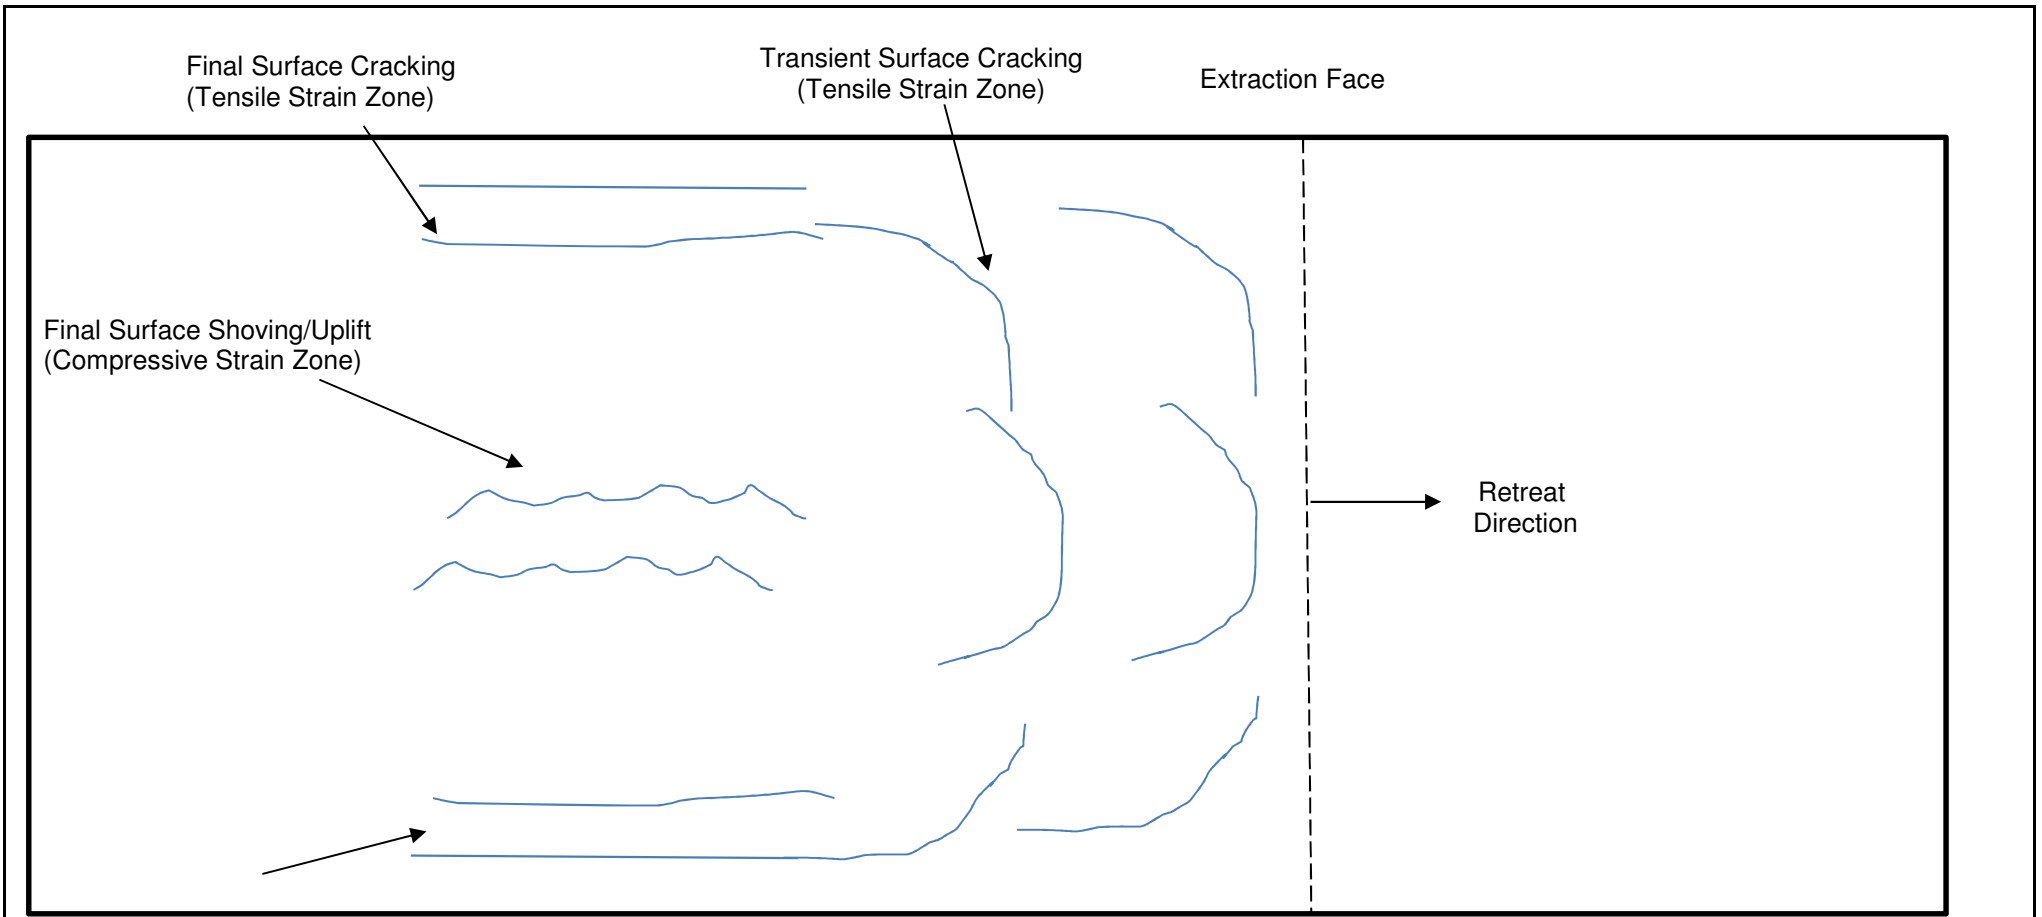 Final Surface Cracking
(Tensile Strain Zone)
Transient Surface Cracking
(Tensile Strain Zone)
Extraction Face
Final Surface Shoving/Uplift
(Compressive Strain Zone)
Retreat
Direction